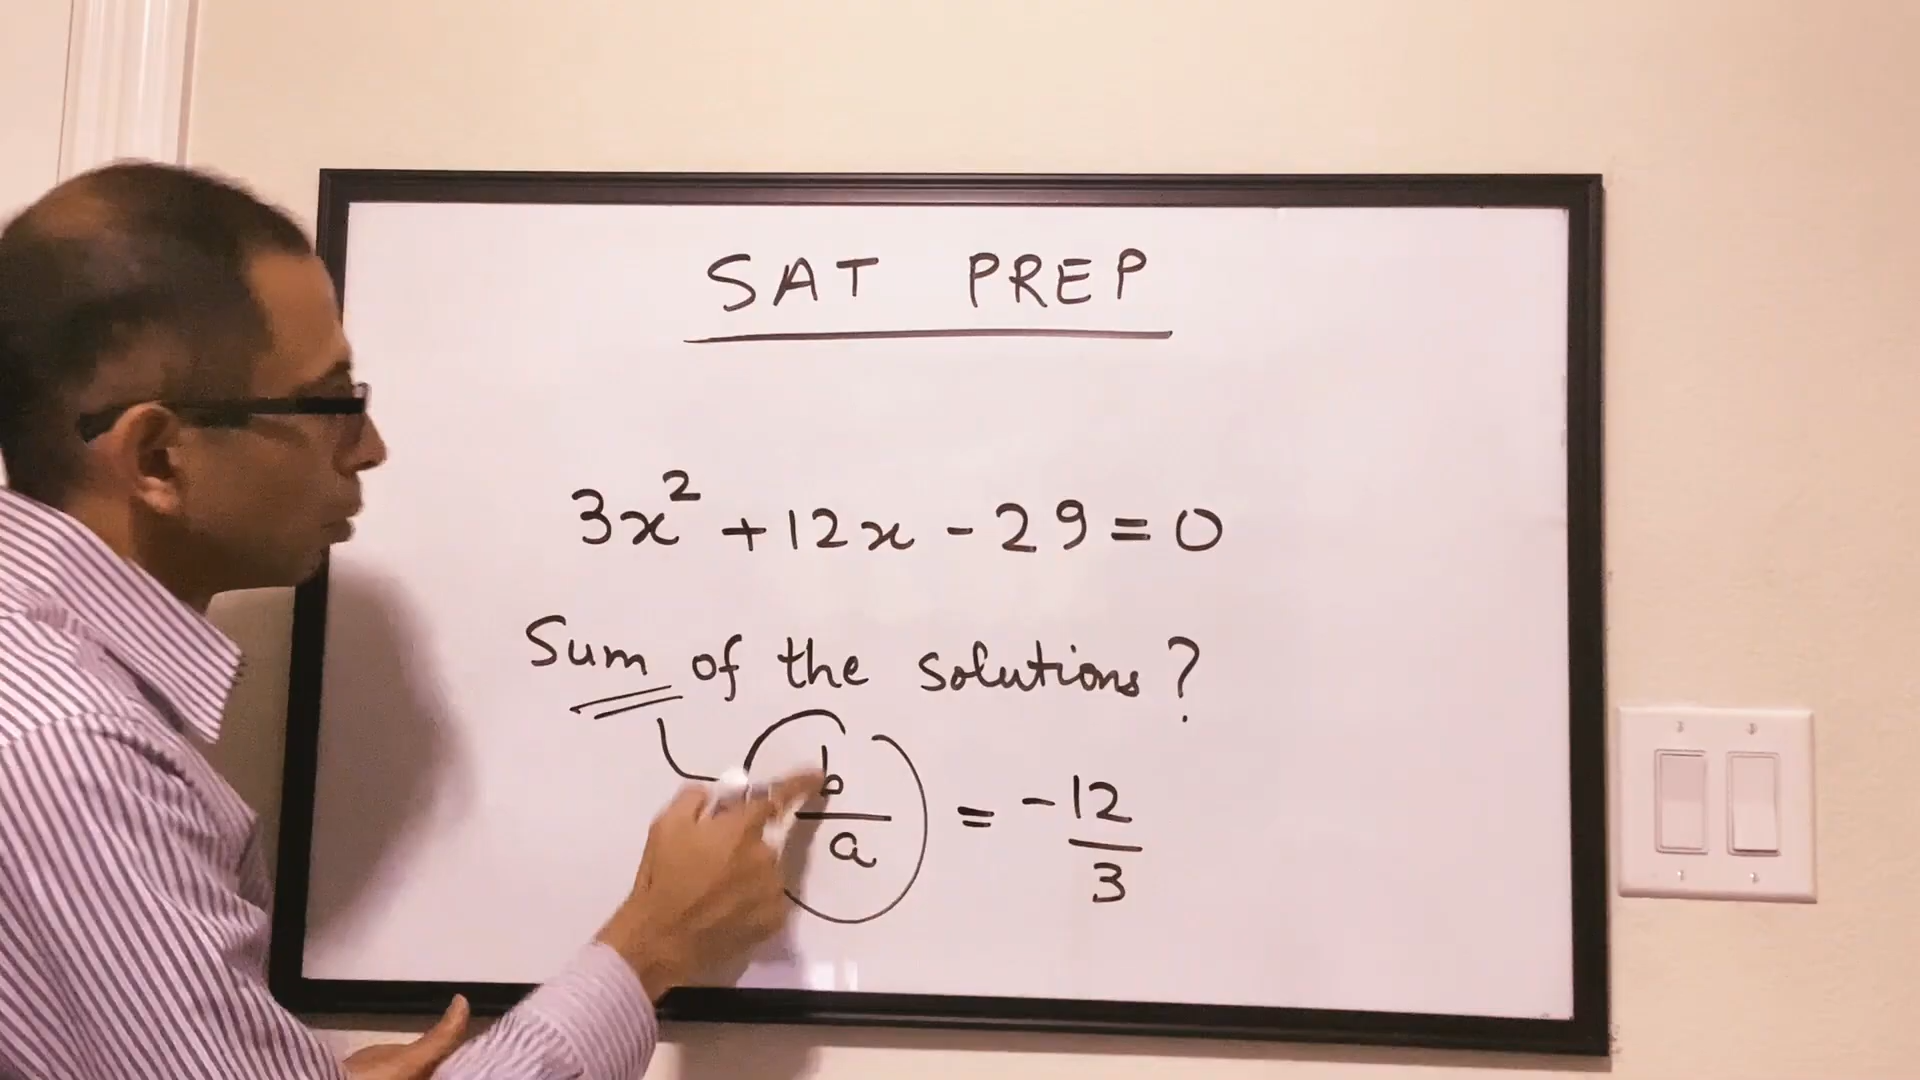 SAT PREP
3x² + 12x - 29 = 0
Sum of the solutions?
b/a = -12/3